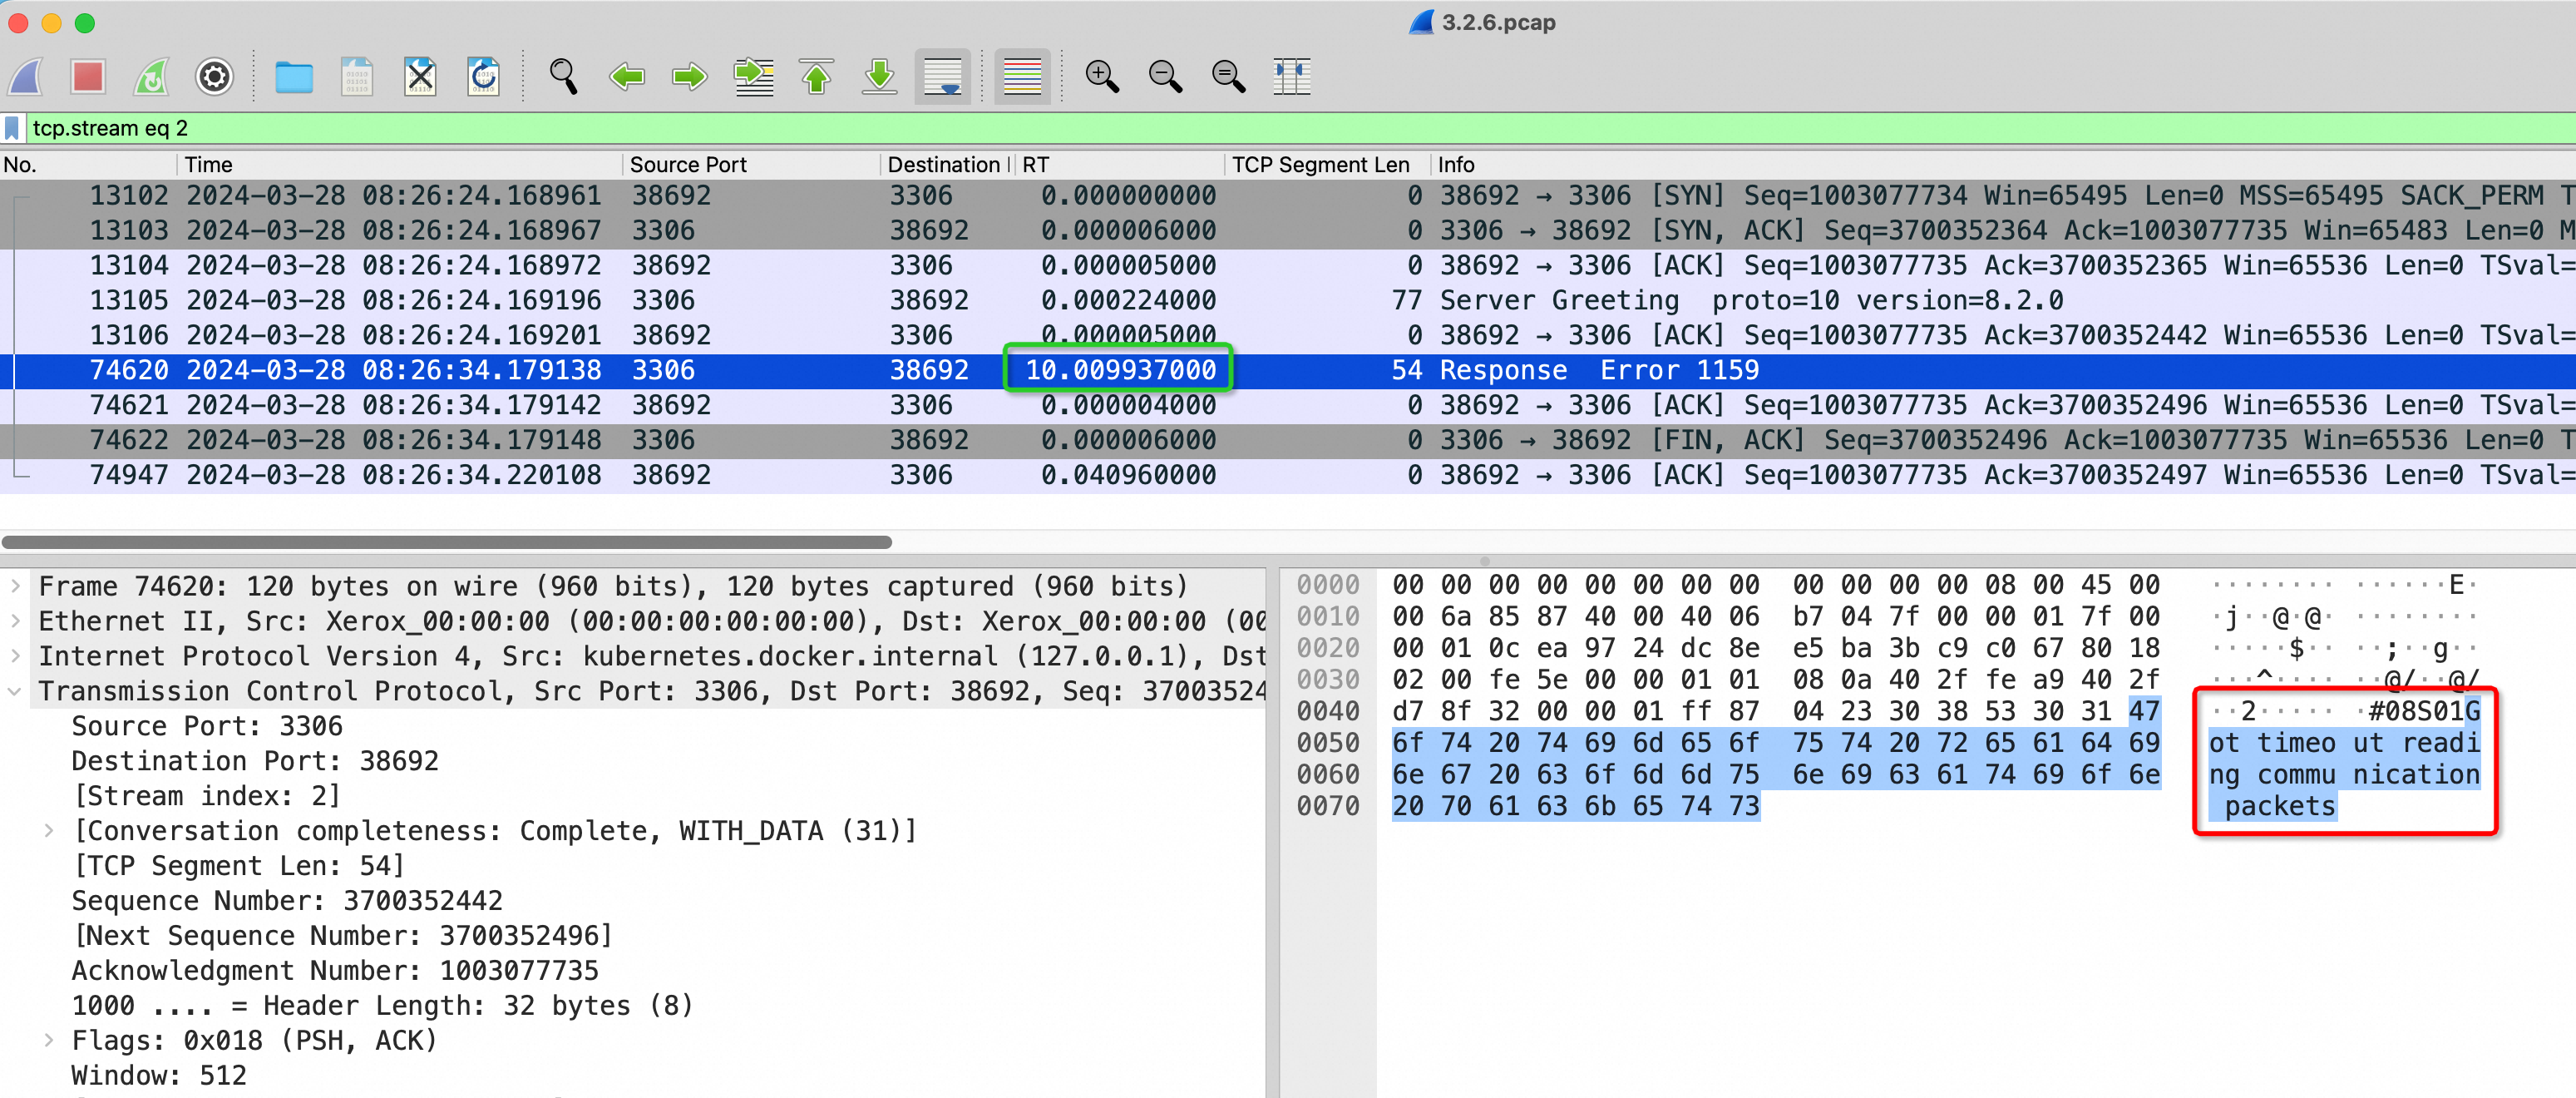 3.2.6.pcap
tcp.stream eq 2
No. Time Source Port Destination RT TCP Segment Len Info
13102 2024-03-28 08:26:24.168961 38692 3306 0.000000000 0 38692 → 3306 [SYN] Seq=1003077734 Win=65495 Len=0 MSS=65495 SACK_PERM T
13103 2024-03-28 08:26:24.168967 3306 38692 0.000006000 0 3306 → 38692 [SYN, ACK] Seq=3700352364 Ack=1003077735 Win=65483 Len=0 M
13104 2024-03-28 08:26:24.168972 38692 3306 0.000005000 0 38692 → 3306 [ACK] Seq=1003077735 Ack=3700352365 Win=65536 Len=0 TSval=
13105 2024-03-28 08:26:24.169196 3306 38692 0.000224000 77 Server Greeting proto=10 version=8.2.0
13106 2024-03-28 08:26:24.169201 38692 3306 0.000005000 0 38692 → 3306 [ACK] Seq=1003077735 Ack=3700352442 Win=65536 Len=0 TSval=
74620 2024-03-28 08:26:34.179138 3306 38692 10.009937000 54 Response Error 1159
74621 2024-03-28 08:26:34.179142 38692 3306 0.000004000 0 38692 → 3306 [ACK] Seq=1003077735 Ack=3700352496 Win=65536 Len=0 TSval=
74622 2024-03-28 08:26:34.179148 3306 38692 0.000006000 0 3306 → 38692 [FIN, ACK] Seq=3700352496 Ack=1003077735 Win=65536 Len=0 T
74947 2024-03-28 08:26:34.220108 38692 3306 0.040960000 0 38692 → 3306 [ACK] Seq=1003077735 Ack=3700352497 Win=65536 Len=0 TSval=
Frame 74620: 120 bytes on wire (960 bits), 120 bytes captured (960 bits)
Ethernet II, Src: Xerox_00:00:00 (00:00:00:00:00:00), Dst: Xerox_00:00:00 (00
Internet Protocol Version 4, Src: kubernetes.docker.internal (127.0.0.1), Dst
Transmission Control Protocol, Src Port: 3306, Dst Port: 38692, Seq: 37003524
Source Port: 3306
Destination Port: 38692
[Stream index: 2]
[Conversation completeness: Complete, WITH_DATA (31)]
[TCP Segment Len: 54]
Sequence Number: 3700352442
[Next Sequence Number: 3700352496]
Acknowledgment Number: 1003077735
1000 .... = Header Length: 32 bytes (8)
Flags: 0x018 (PSH, ACK)
Window: 512
0000 00 00 00 00 00 00 00 00 00 00 00 00 08 00 45 00 ········ ······E·
0010 00 6a 85 87 40 00 40 06 b7 04 7f 00 00 01 7f 00 ·j··@·@· ········
0020 00 01 0c ea 97 24 dc 8e e5 ba 3b c9 c0 67 80 18 ·····$·· ··;··g··
0030 02 00 fe 5e 00 00 01 01 08 0a 40 2f fe a9 40 2f ···^···· ··@/··@/
0040 d7 8f 32 00 00 01 ff 87 04 23 30 38 53 30 31 47 ··2····· ·#08S01G
0050 6f 74 20 74 69 6d 65 6f 75 74 20 72 65 61 64 69 ot timeo ut readi
0060 6e 67 20 63 6f 6d 6d 75 6e 69 63 61 74 69 6f 6e ng commu nication
0070 20 70 61 63 6b 65 74 73 packets